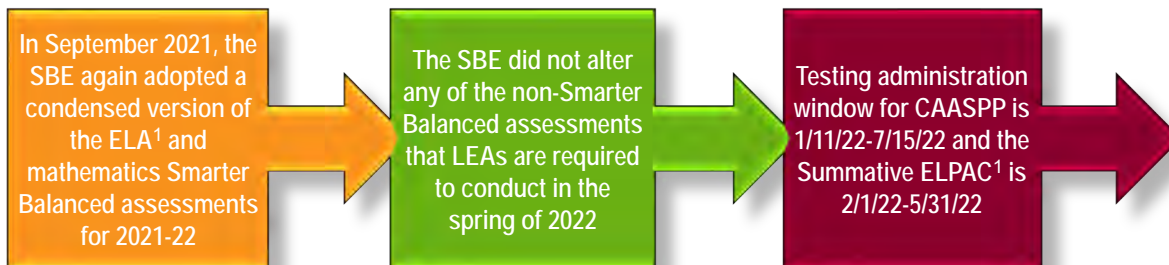 In September 2021, the
SBE again adopted a
condensed version of
the ELA¹ and
mathematics Smarter
Balanced assessments
for 2021-22
The SBE did not alter
any of the non-Smarter
Balanced assessments
that LEAs are required
to conduct in the
spring of 2022
Testing administration
window for CAASPP is
1/11/22-7/15/22 and the
Summative ELPAC¹ is
2/1/22-5/31/22